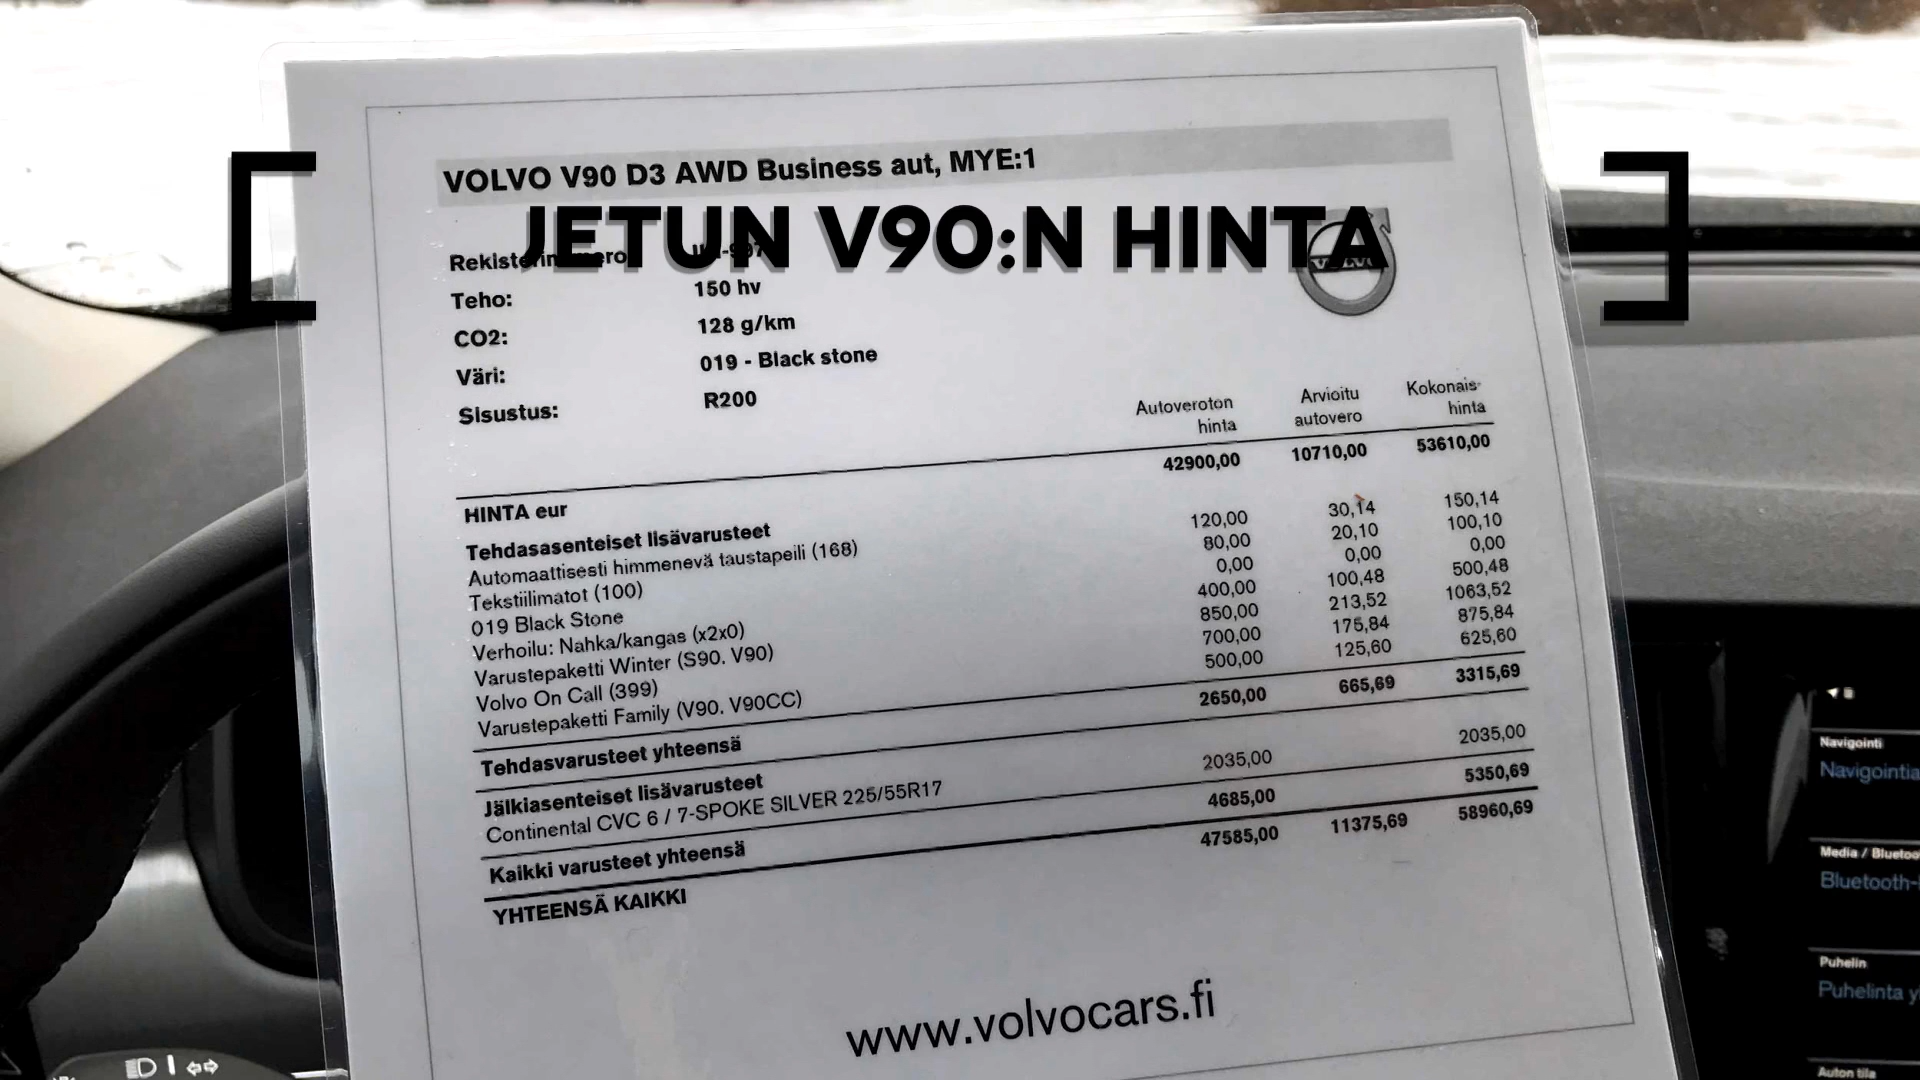 VOLVO V90 D3 AWD Business aut, MYE:1
JETUN V90:N HINTA
VOLVO
Teho: 150 hv
CO2: 128 g/km
Väri: 019 - Black stone
Sisustus: R200
Autoveroton hinta Arvioitu autovero Kokonais- hinta
HINTA eur 42900,00 10710,00 53610,00
Tehdasasenteiset lisävarusteet
Automaattisesti himmenevä taustapeili (168) 120,00 30,14 150,14
Tekstiilimatot (100) 80,00 20,10 100,10
019 Black Stone 0,00 0,00 0,00
Verhoilu: Nahka/kangas (x2x0) 400,00 100,48 500,48
Varustepaketti Winter (S90. V90) 850,00 213,52 1063,52
Volvo On Call (399) 700,00 175,84 875,84
Varustepaketti Family (V90. V90CC) 500,00 125,60 625,60
Tehdasvarusteet yhteensä 2650,00 665,69 3315,69
Jälkiasenteiset lisävarusteet
Continental CVC 6 / 7-SPOKE SILVER 225/55R17 2035,00 2035,00
Kaikki varusteet yhteensä 4685,00 5350,69
YHTEENSÄ KAIKKI 47585,00 11375,69 58960,69
www.volvocars.fi
Navigointi
Media /
Puhelin
Auton tila